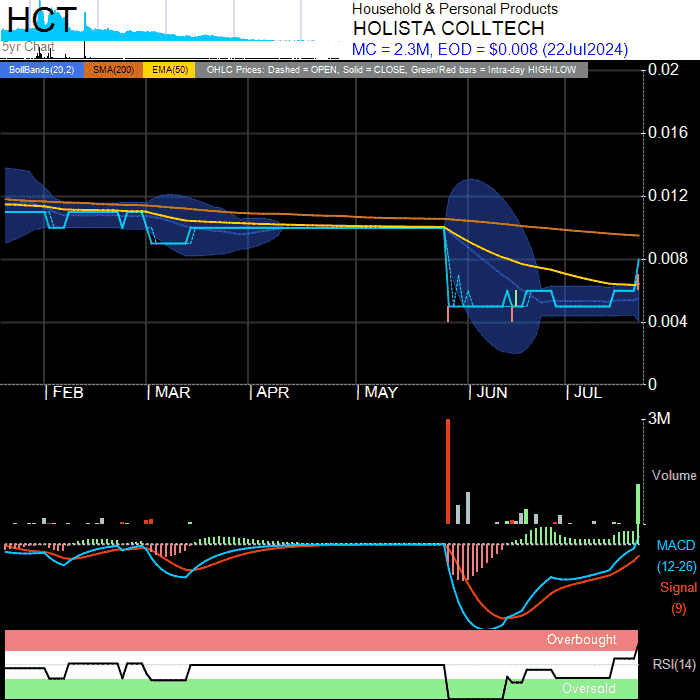 HCT
5yr Chart
Household & Personal Products
HOLISTA COLLTECH
MC = 2.3M, EOD = $0.008 (22Jul2024)
BollBands(20,2) SMA(200) EMA(50) OHLC Prices: Dashed = OPEN, Solid = CLOSE, Green/Red bars = Intra-day HIGH/LOW
0.02
0.016
0.012
0.008
0.004
0
| FEB | MAR | APR | MAY | JUN | JUL
3M
Volume
MACD
(12-26)
Signal
(9)
Overbought
RSI(14)
Oversold